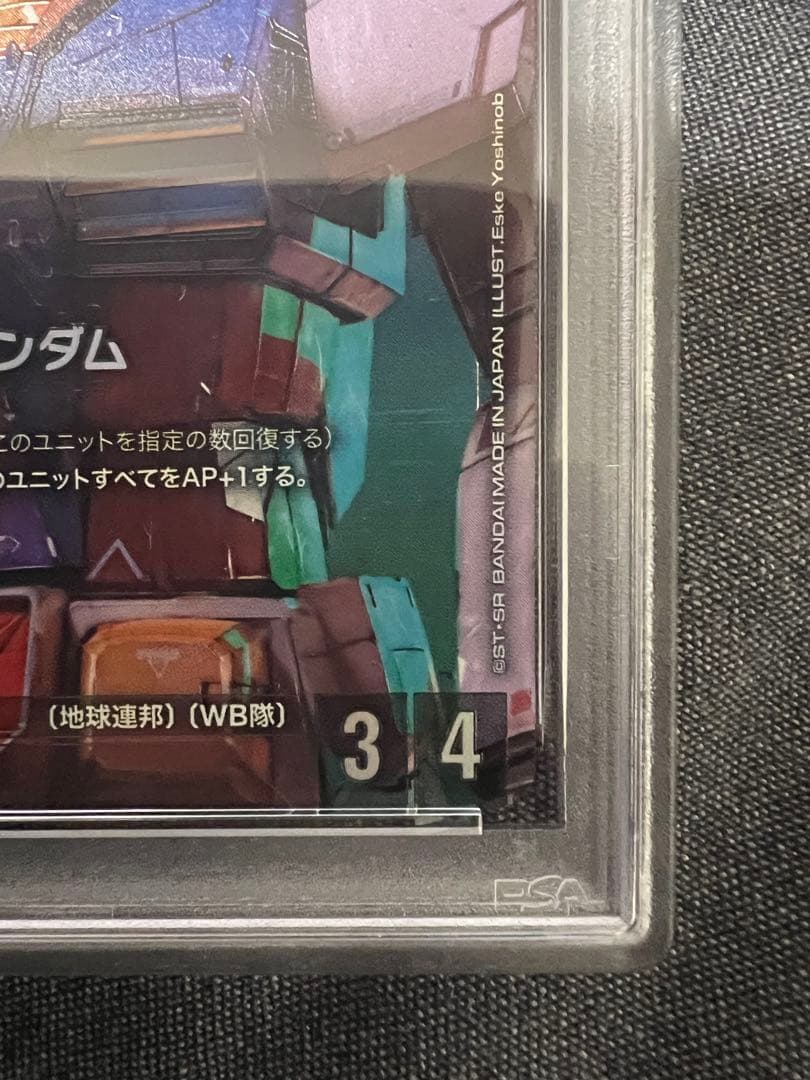 ンダム
このユニットを指定の数回復する）
のユニットすべてをAP+1する。
〔地球連邦〕〔WB隊〕
3 4
©ST・SR BANDAI MADE IN JAPAN ILLUST.Eske Yoshinob
PSA